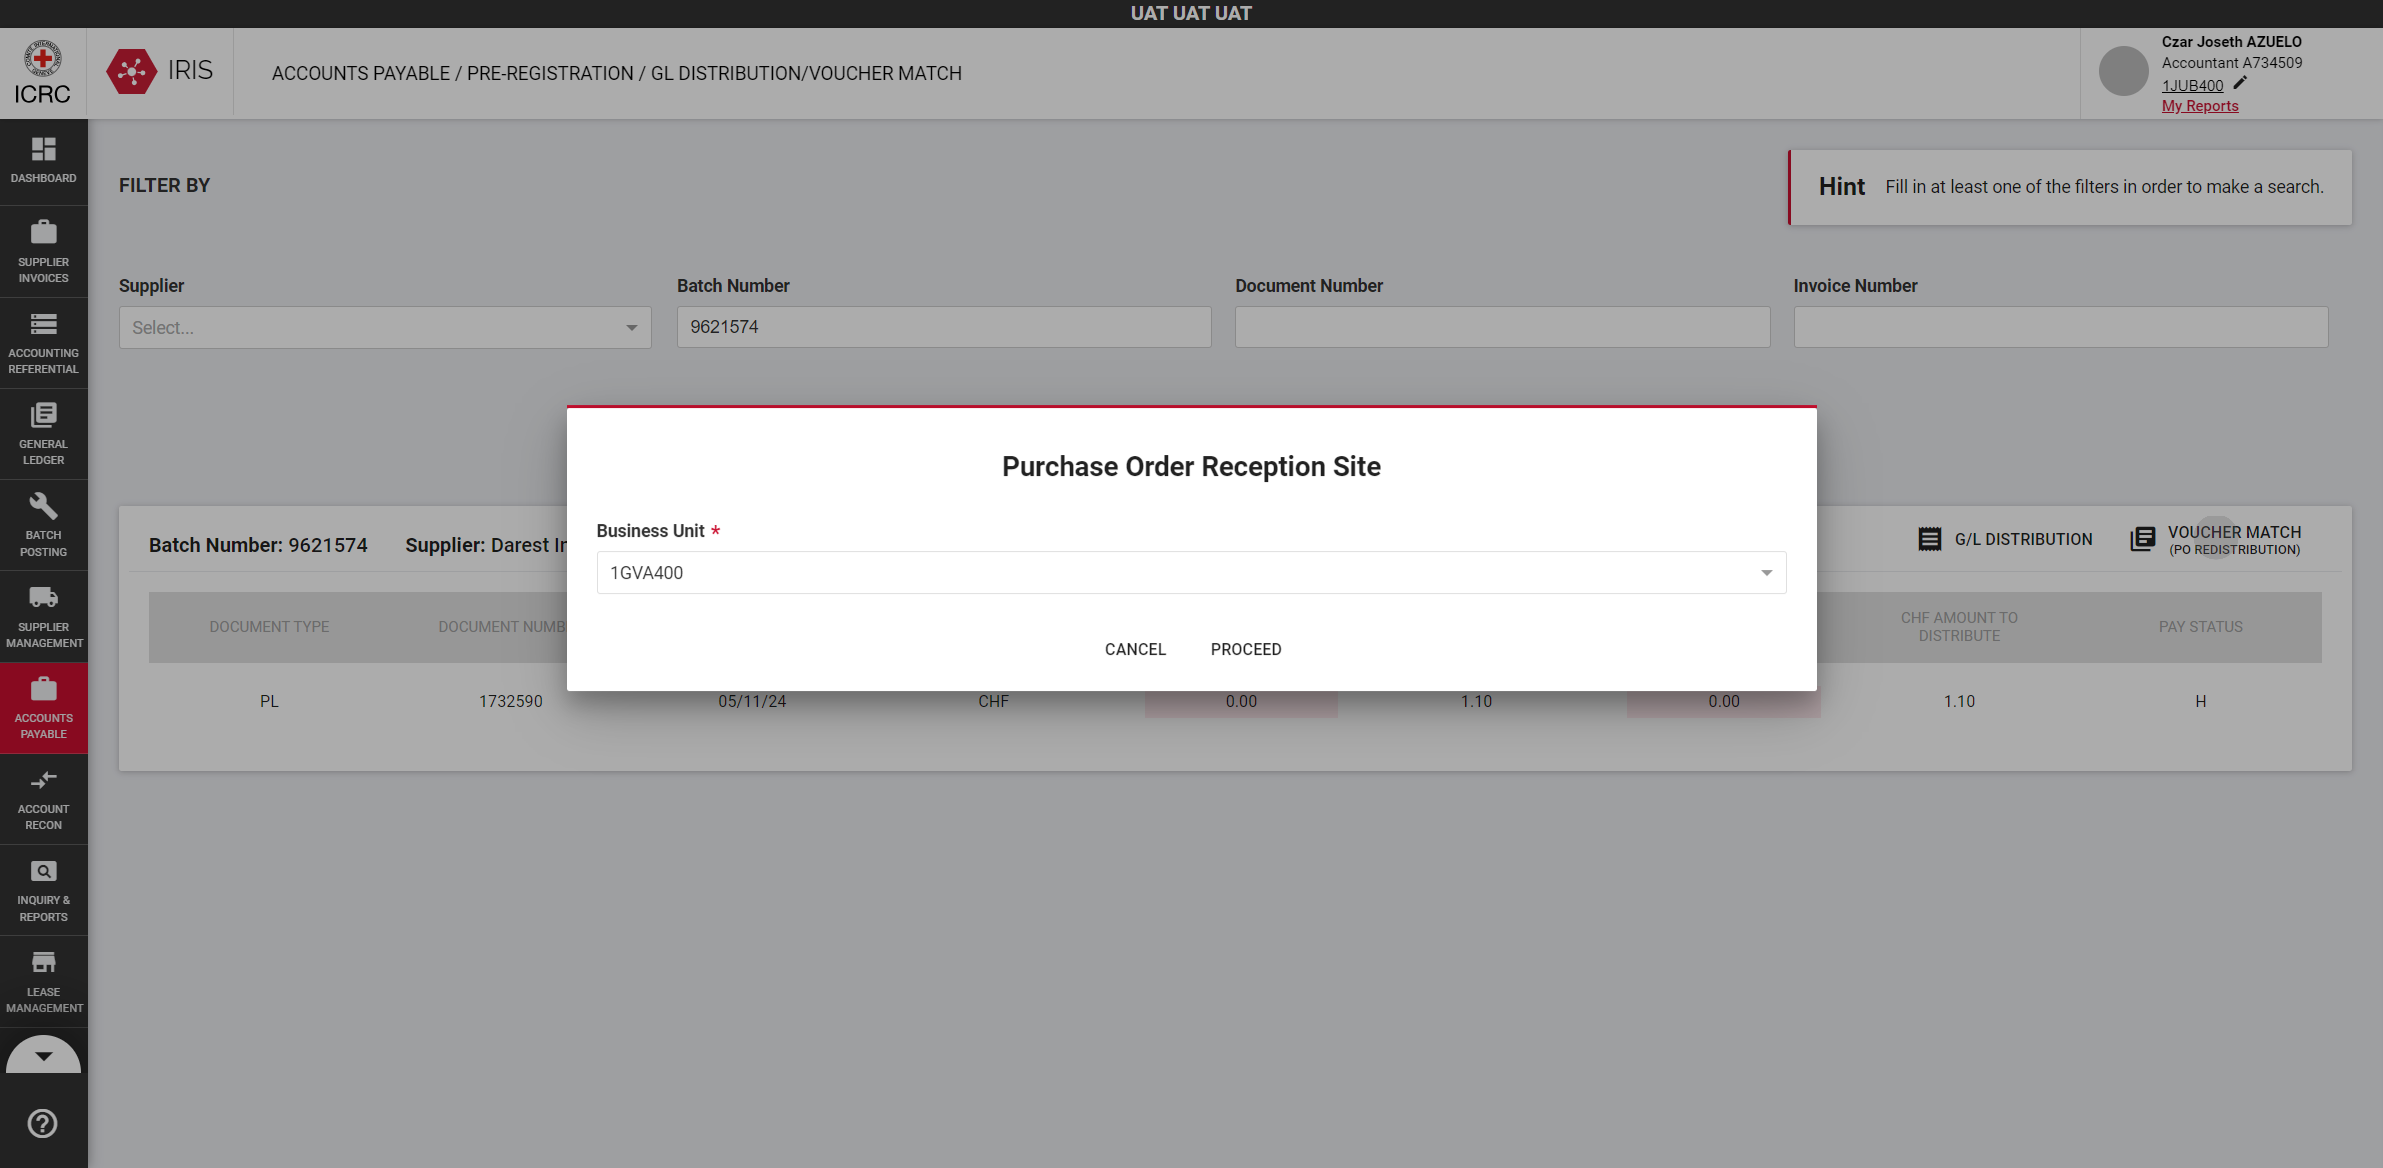 UAT UAT UAT
ICRC
IRIS
ACCOUNTS PAYABLE / PRE-REGISTRATION / GL DISTRIBUTION/VOUCHER MATCH
Czar Joseth AZUELO
Accountant A734509
1JUB400
My Reports
DASHBOARD
SUPPLIER
INVOICES
ACCOUNTING
REFERENTIAL
GENERAL
LEDGER
BATCH
POSTING
SUPPLIER
MANAGEMENT
ACCOUNTS
PAYABLE
ACCOUNT
RECON
INQUIRY &
REPORTS
LEASE
MANAGEMENT
FILTER BY
Hint Fill in at least one of the filters in order to make a search.
Supplier Batch Number Document Number Invoice Number
Select... 9621574
Purchase Order Reception Site
Business Unit *
1GVA400
CANCEL PROCEED
Batch Number: 9621574 Supplier: Darest
G/L DISTRIBUTION
VOUCHER MATCH
(PO REDISTRIBUTION)
DOCUMENT TYPE DOCUMENT
CHF AMOUNT TO
DISTRIBUTE
PAY STATUS
PL 1732590 05/11/24 CHF 0.00 1.10 0.00 1.10 H